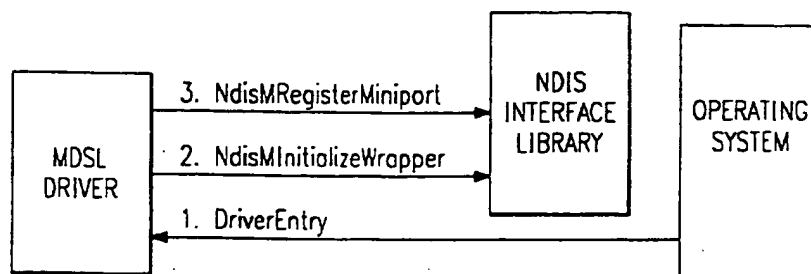 MDSL
DRIVER
3. NdisMRegisterMiniport
2. NdisMInitializeWrapper
1. DriverEntry
NDIS
INTERFACE
LIBRARY
OPERATING
SYSTEM